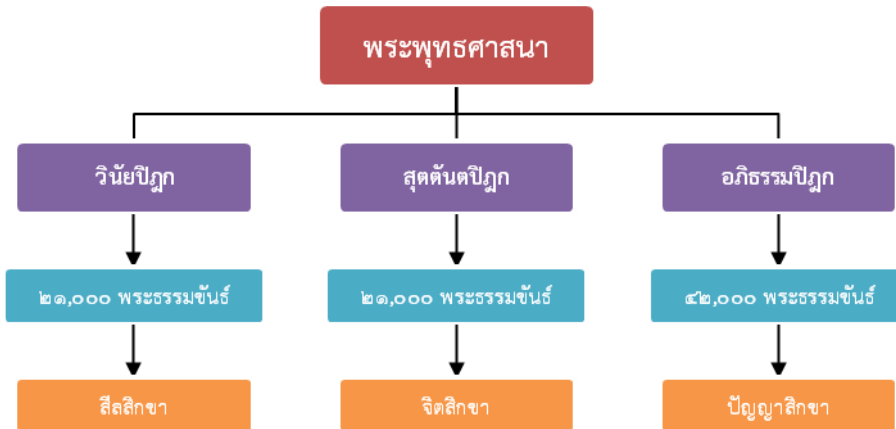 พระพุทธศาสนา
วินัยปิฎก
สุตตันตปิฎก
อภิธรรมปิฎก
๒๑,๐๐๐ พระธรรมขันธ์
๒๑,๐๐๐ พระธรรมขันธ์
๔๒,๐๐๐ พระธรรมขันธ์
สีลสิกขา
จิตสิกขา
ปัญญาสิกขา